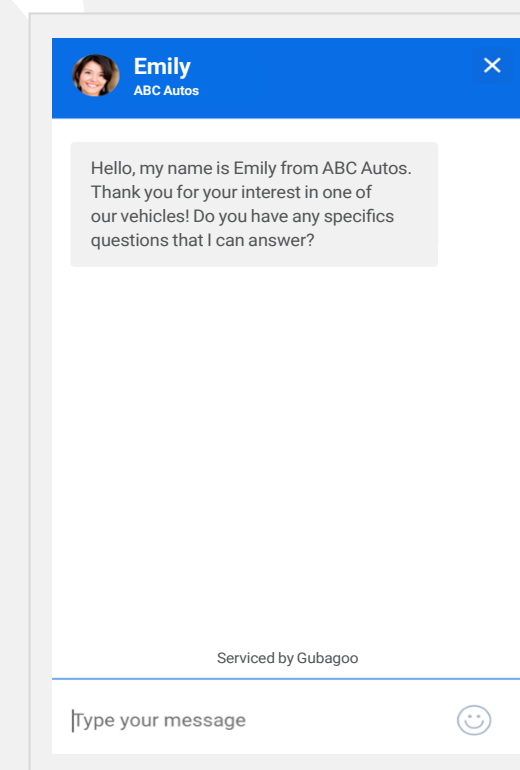 Emily
ABC Autos
Hello, my name is Emily from ABC Autos.
Thank you for your interest in one of
our vehicles! Do you have any specifics
questions that I can answer?
Serviced by Gubagoo
Type your message